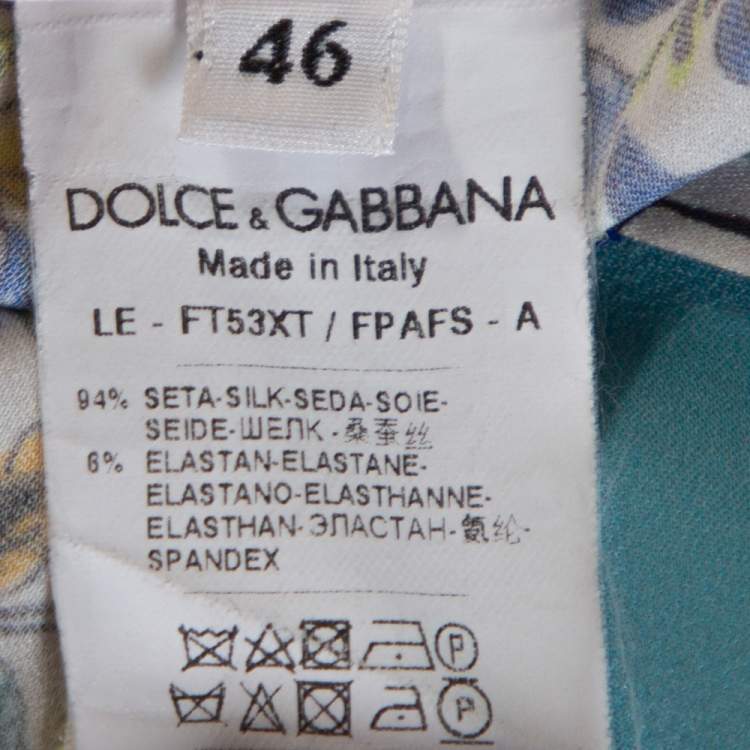 46
DOLCE & GABBANA
Made in Italy
LE - FT53XT / FPAFS - A
94% SETA-SILK-SEDA-SOIE-
SEIDE-ШЕЛК-桑蚕丝
6% ELASTAN-ELASTANE-
ELASTANO-ELASTHANNE-
ELASTHAN-ЭЛАСТАН-氨纶-
SPANDEX
P
P